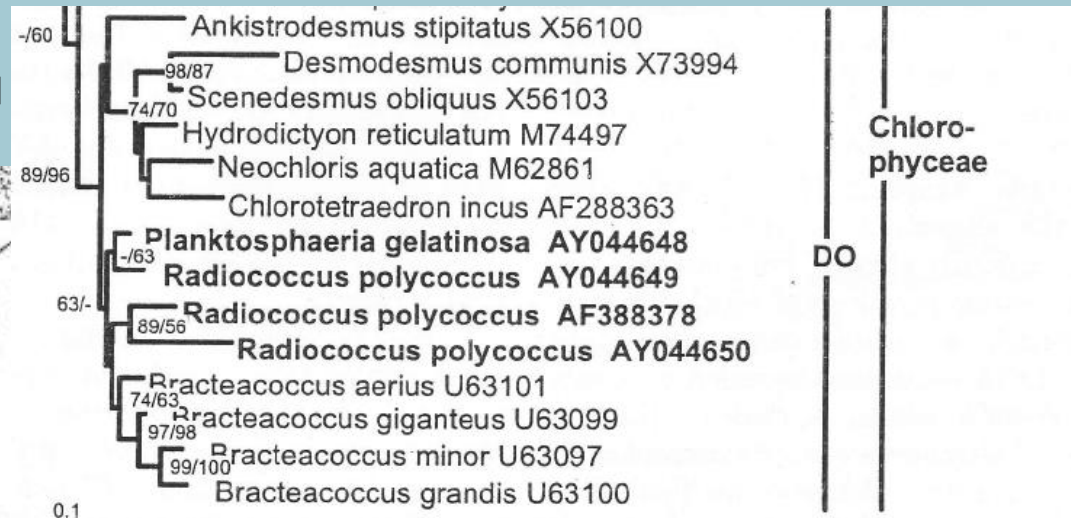 -/60
Ankistrodesmus stipitatus X56100
Desmodesmus communis X73994
98/87
Scenedesmus obliquus X56103
74/70
Hydrodictyon reticulatum M74497
Neochloris aquatica M62861
89/96
Chlorotetraedron incus AF288363
Planktosphaeria gelatinosa AY044648
-/63
Radiococcus polycoccus AY044649
63/-
Radiococcus polycoccus AF388378
89/56
Radiococcus polycoccus AY044650
Bracteacoccus aerius U63101
74/63
Bracteacoccus giganteus U63099
97/98
Bracteacoccus minor U63097
99/100
Bracteacoccus grandis U63100
0.1
DO
Chloro-
phyceae